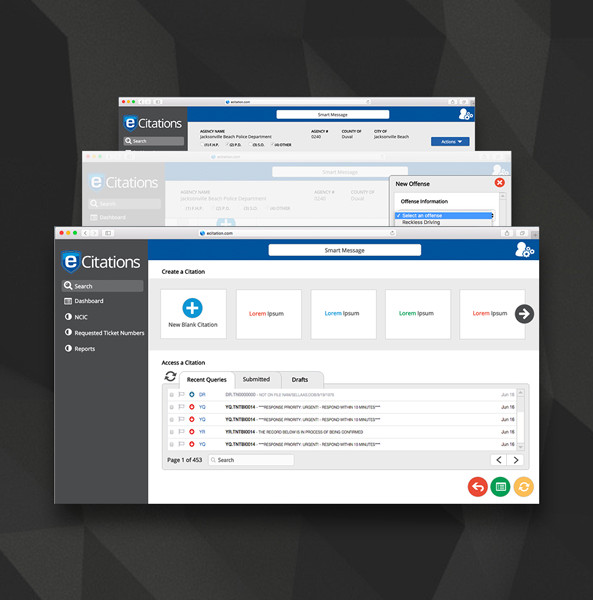 ecitation.com
Smart Message
eCitations
Search
AGENCY NAME
Jacksonville Beach Police Department
AGENCY #
0240
COUNTY OF
Duval
CITY OF
Jacksonville Beach
Actions
(1) F.H.P. (2) P.D. (3) S.O. (4) OTHER
ecitation.com
Smart Message
eCitations
Search
Dashboard
AGENCY NAME
Jacksonville Beach Police Department
AGENCY #
0240
COUNTY OF
Duval
(1) F.H.P. (2) P.D. (3) S.O. (4) OTHER
New Offense
Offense Information
Select an offense
Reckless Driving
ecitation.com
Smart Message
eCitations
Search
Dashboard
NCIC
Requested Ticket Numbers
Reports
Create a Citation
New Blank Citation
Lorem Ipsum
Lorem Ipsum
Lorem Ipsum
Lorem Ipsum
Access a Citation
Recent Queries
Submitted
Drafts
DR Jun 16
YQ YQ.TNTBI0014 - ***RESPONSE PRIORITY: URGENT! - RESPOND WITHIN 10 MINUTES*** Jun 16
YQ YQ.TNTBI0014 - ***RESPONSE PRIORITY: URGENT! - RESPOND WITHIN 10 MINUTES*** Jun 16
YR YR.TNTBI0014 - THE RECORD BELOW IS IN PROCESS OF BEING CONFIRMED Jun 16
YQ YQ.TNTBI0014 - ***RESPONSE PRIORITY: URGENT! - RESPOND WITHIN 10 MINUTES*** Jun 16
Page 1 of 453
Search